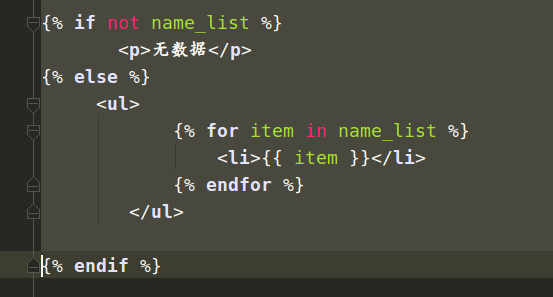 {% if not name_list %}
<p>无数据</p>
{% else %}
<ul>
{% for item in name_list %}
<li>{{ item }}</li>
{% endfor %}
</ul>
{% endif %}